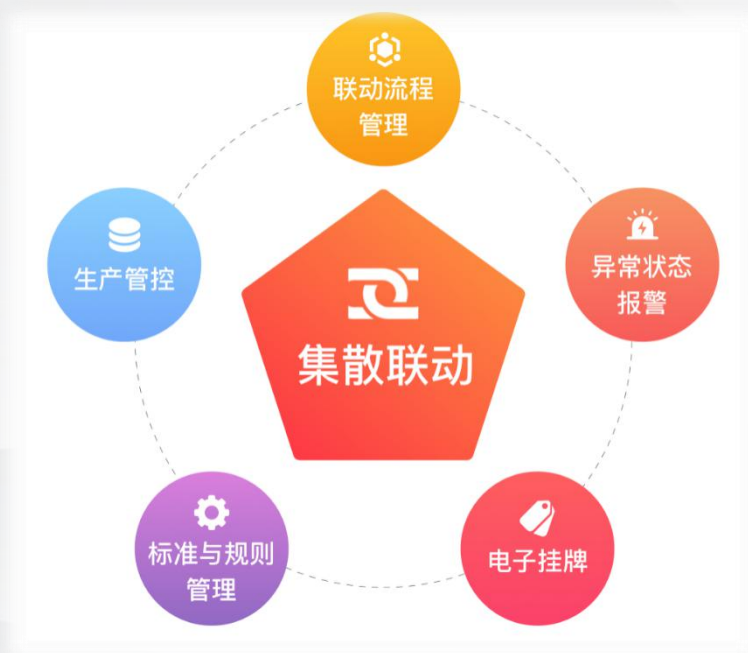 联动流程
管理
生产管控
异常状态
报警
集散联动
标准与规则
管理
电子挂牌